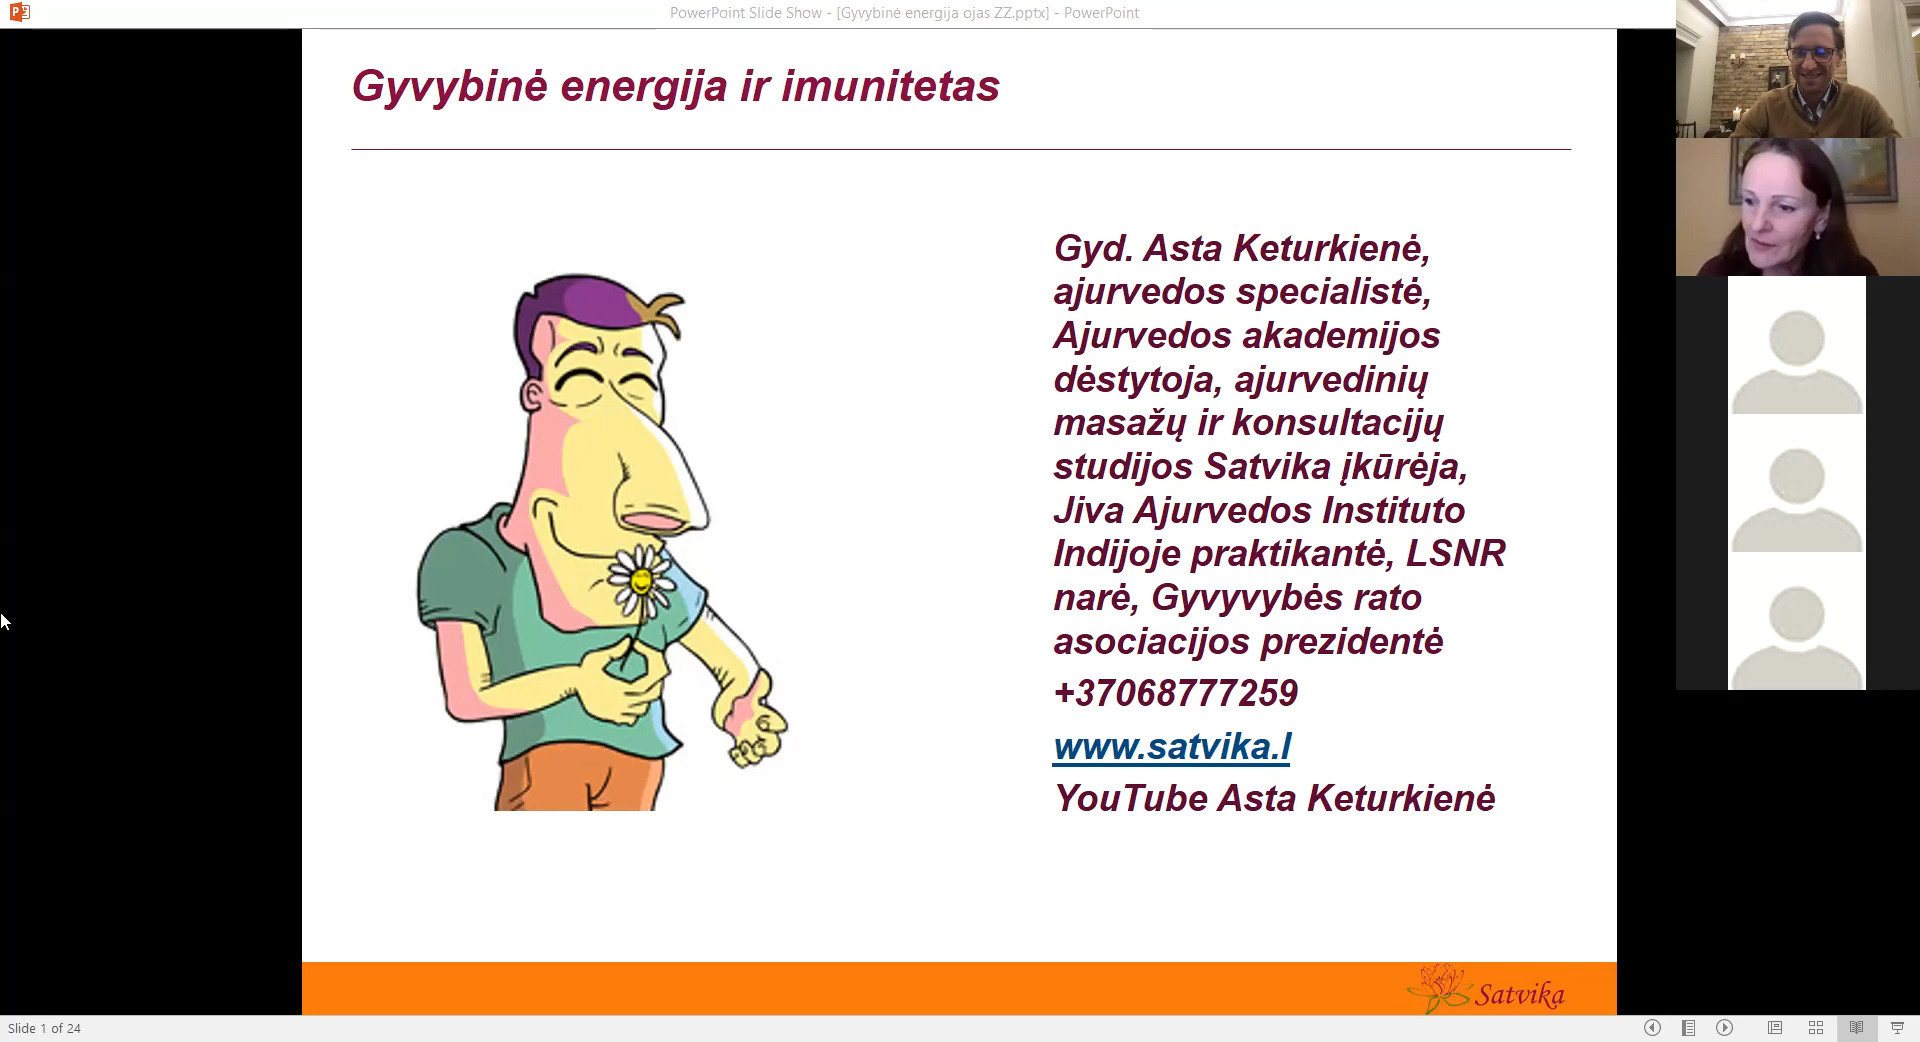 PowerPoint Slide Show - [Gyvybinė energija ojas ZZ.pptx] - PowerPoint
Gyvybinė energija ir imunitetas
Gyd. Asta Keturkienė,
ajurvedos specialistė,
Ajurvedos akademijos
dėstytoja, ajurvedinių
masažų ir konsultacijų
studijos Satvika įkūrėja,
Jiva Ajurvedos Instituto
Indijoje praktikantė, LSNR
narė, Gyvyvybės rato
asociacijos prezidentė
+37068777259
www.satvika.l
YouTube Asta Keturkienė
Satvika
Slide 1 of 24